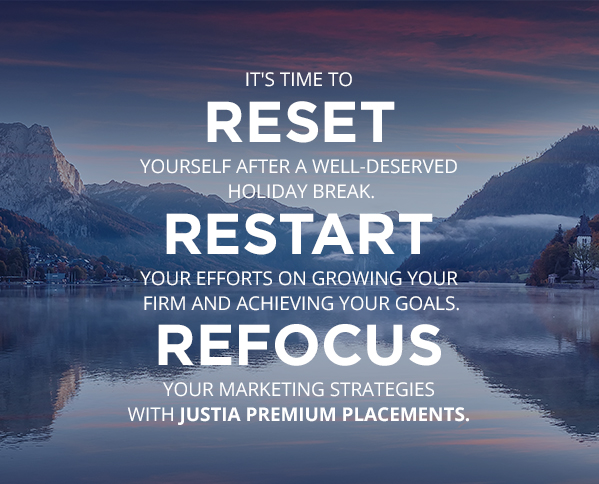 IT'S TIME TO
RESET
YOURSELF AFTER A WELL-DESERVED
HOLIDAY BREAK.
RESTART
YOUR EFFORTS ON GROWING YOUR
FIRM AND ACHIEVING YOUR GOALS.
REFOCUS
YOUR MARKETING STRATEGIES
WITH JUSTIA PREMIUM PLACEMENTS.